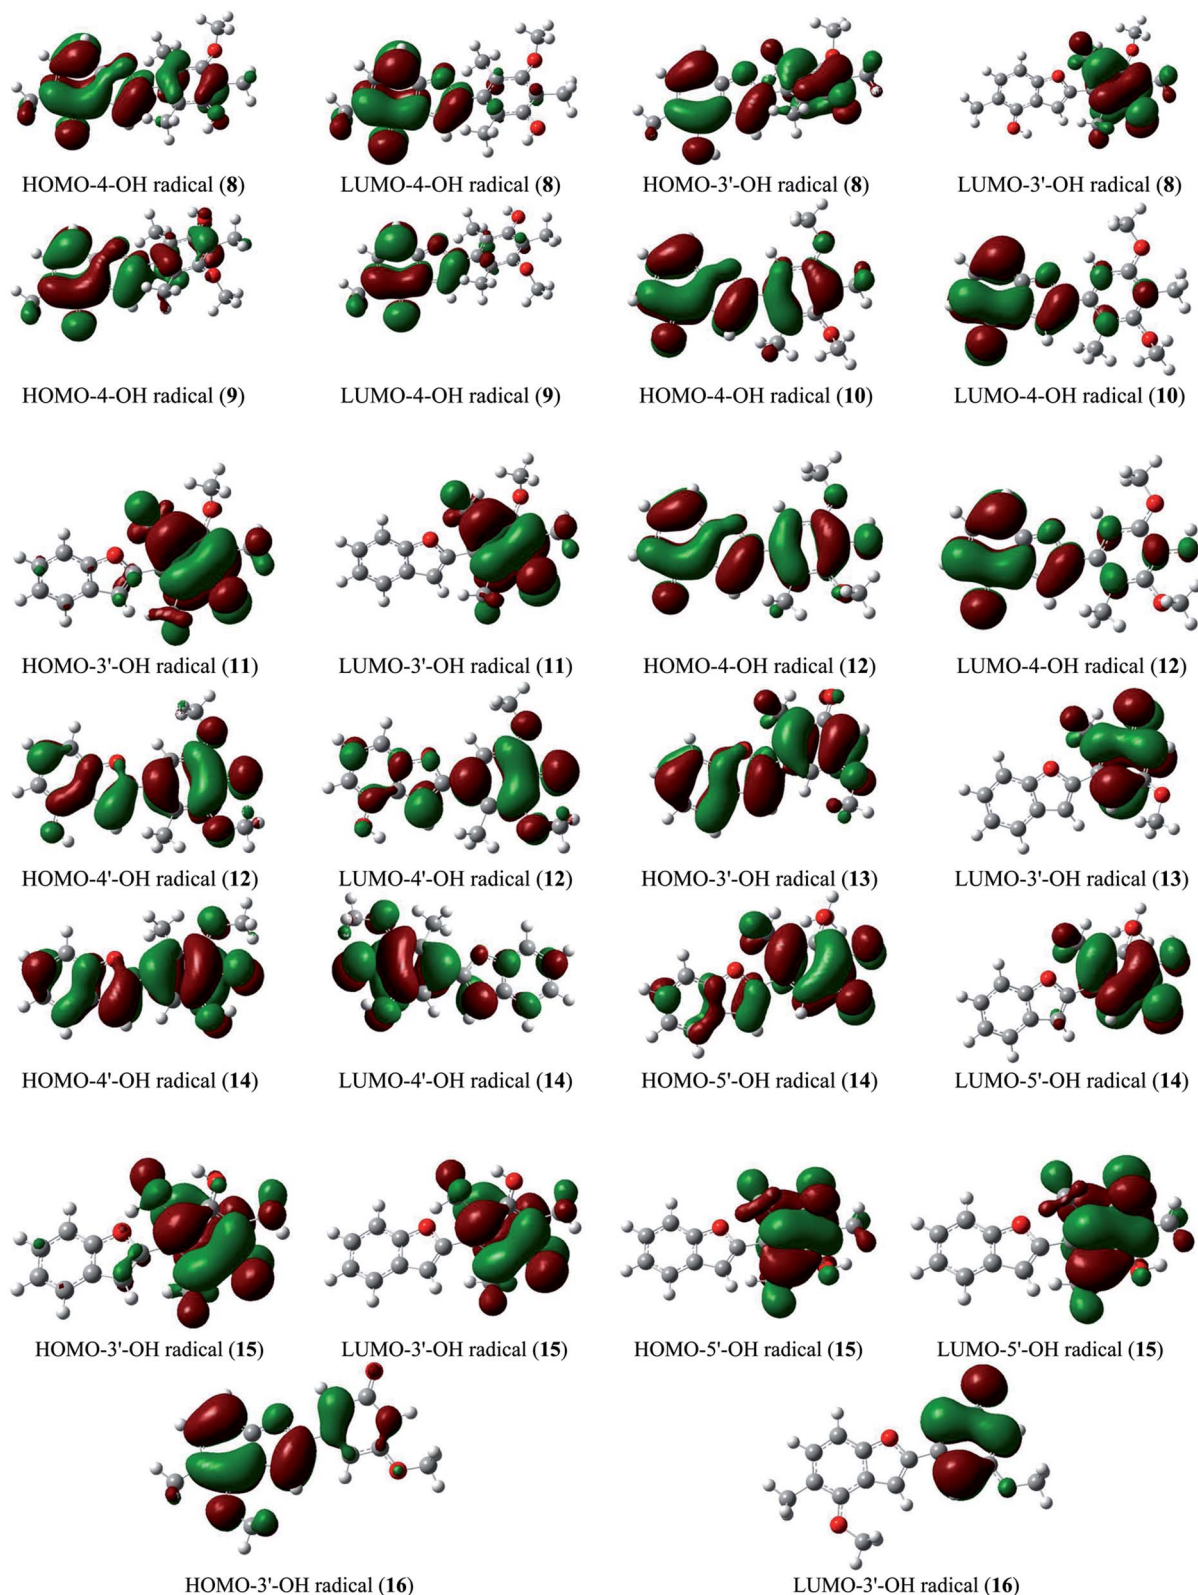 HOMO-4-OH radical (8)
LUMO-4-OH radical (8)
HOMO-3'-OH radical (8)
LUMO-3'-OH radical (8)
HOMO-4-OH radical (9)
LUMO-4-OH radical (9)
HOMO-4-OH radical (10)
LUMO-4-OH radical (10)
HOMO-3'-OH radical (11)
LUMO-3'-OH radical (11)
HOMO-4-OH radical (12)
LUMO-4-OH radical (12)
HOMO-4'-OH radical (12)
LUMO-4'-OH radical (12)
HOMO-3'-OH radical (13)
LUMO-3'-OH radical (13)
HOMO-4'-OH radical (14)
LUMO-4'-OH radical (14)
HOMO-5'-OH radical (14)
LUMO-5'-OH radical (14)
HOMO-3'-OH radical (15)
LUMO-3'-OH radical (15)
HOMO-5'-OH radical (15)
LUMO-5'-OH radical (15)
HOMO-3'-OH radical (16)
LUMO-3'-OH radical (16)